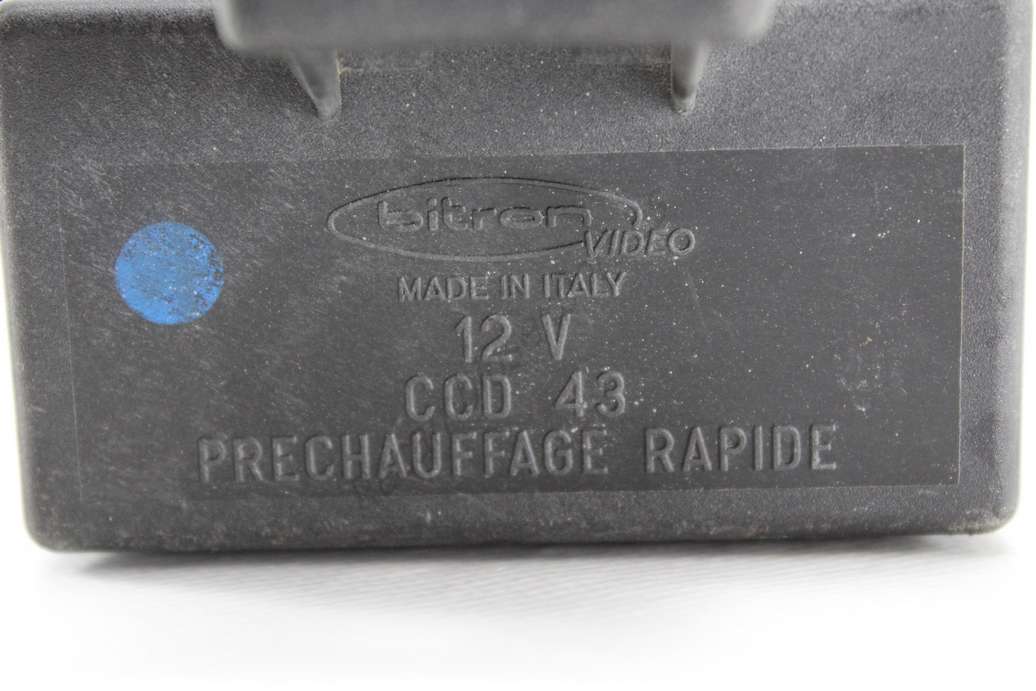 bitron
VIDEO
MADE IN ITALY
12 V
CCD 43
PRECHAUFFAGE RAPIDE